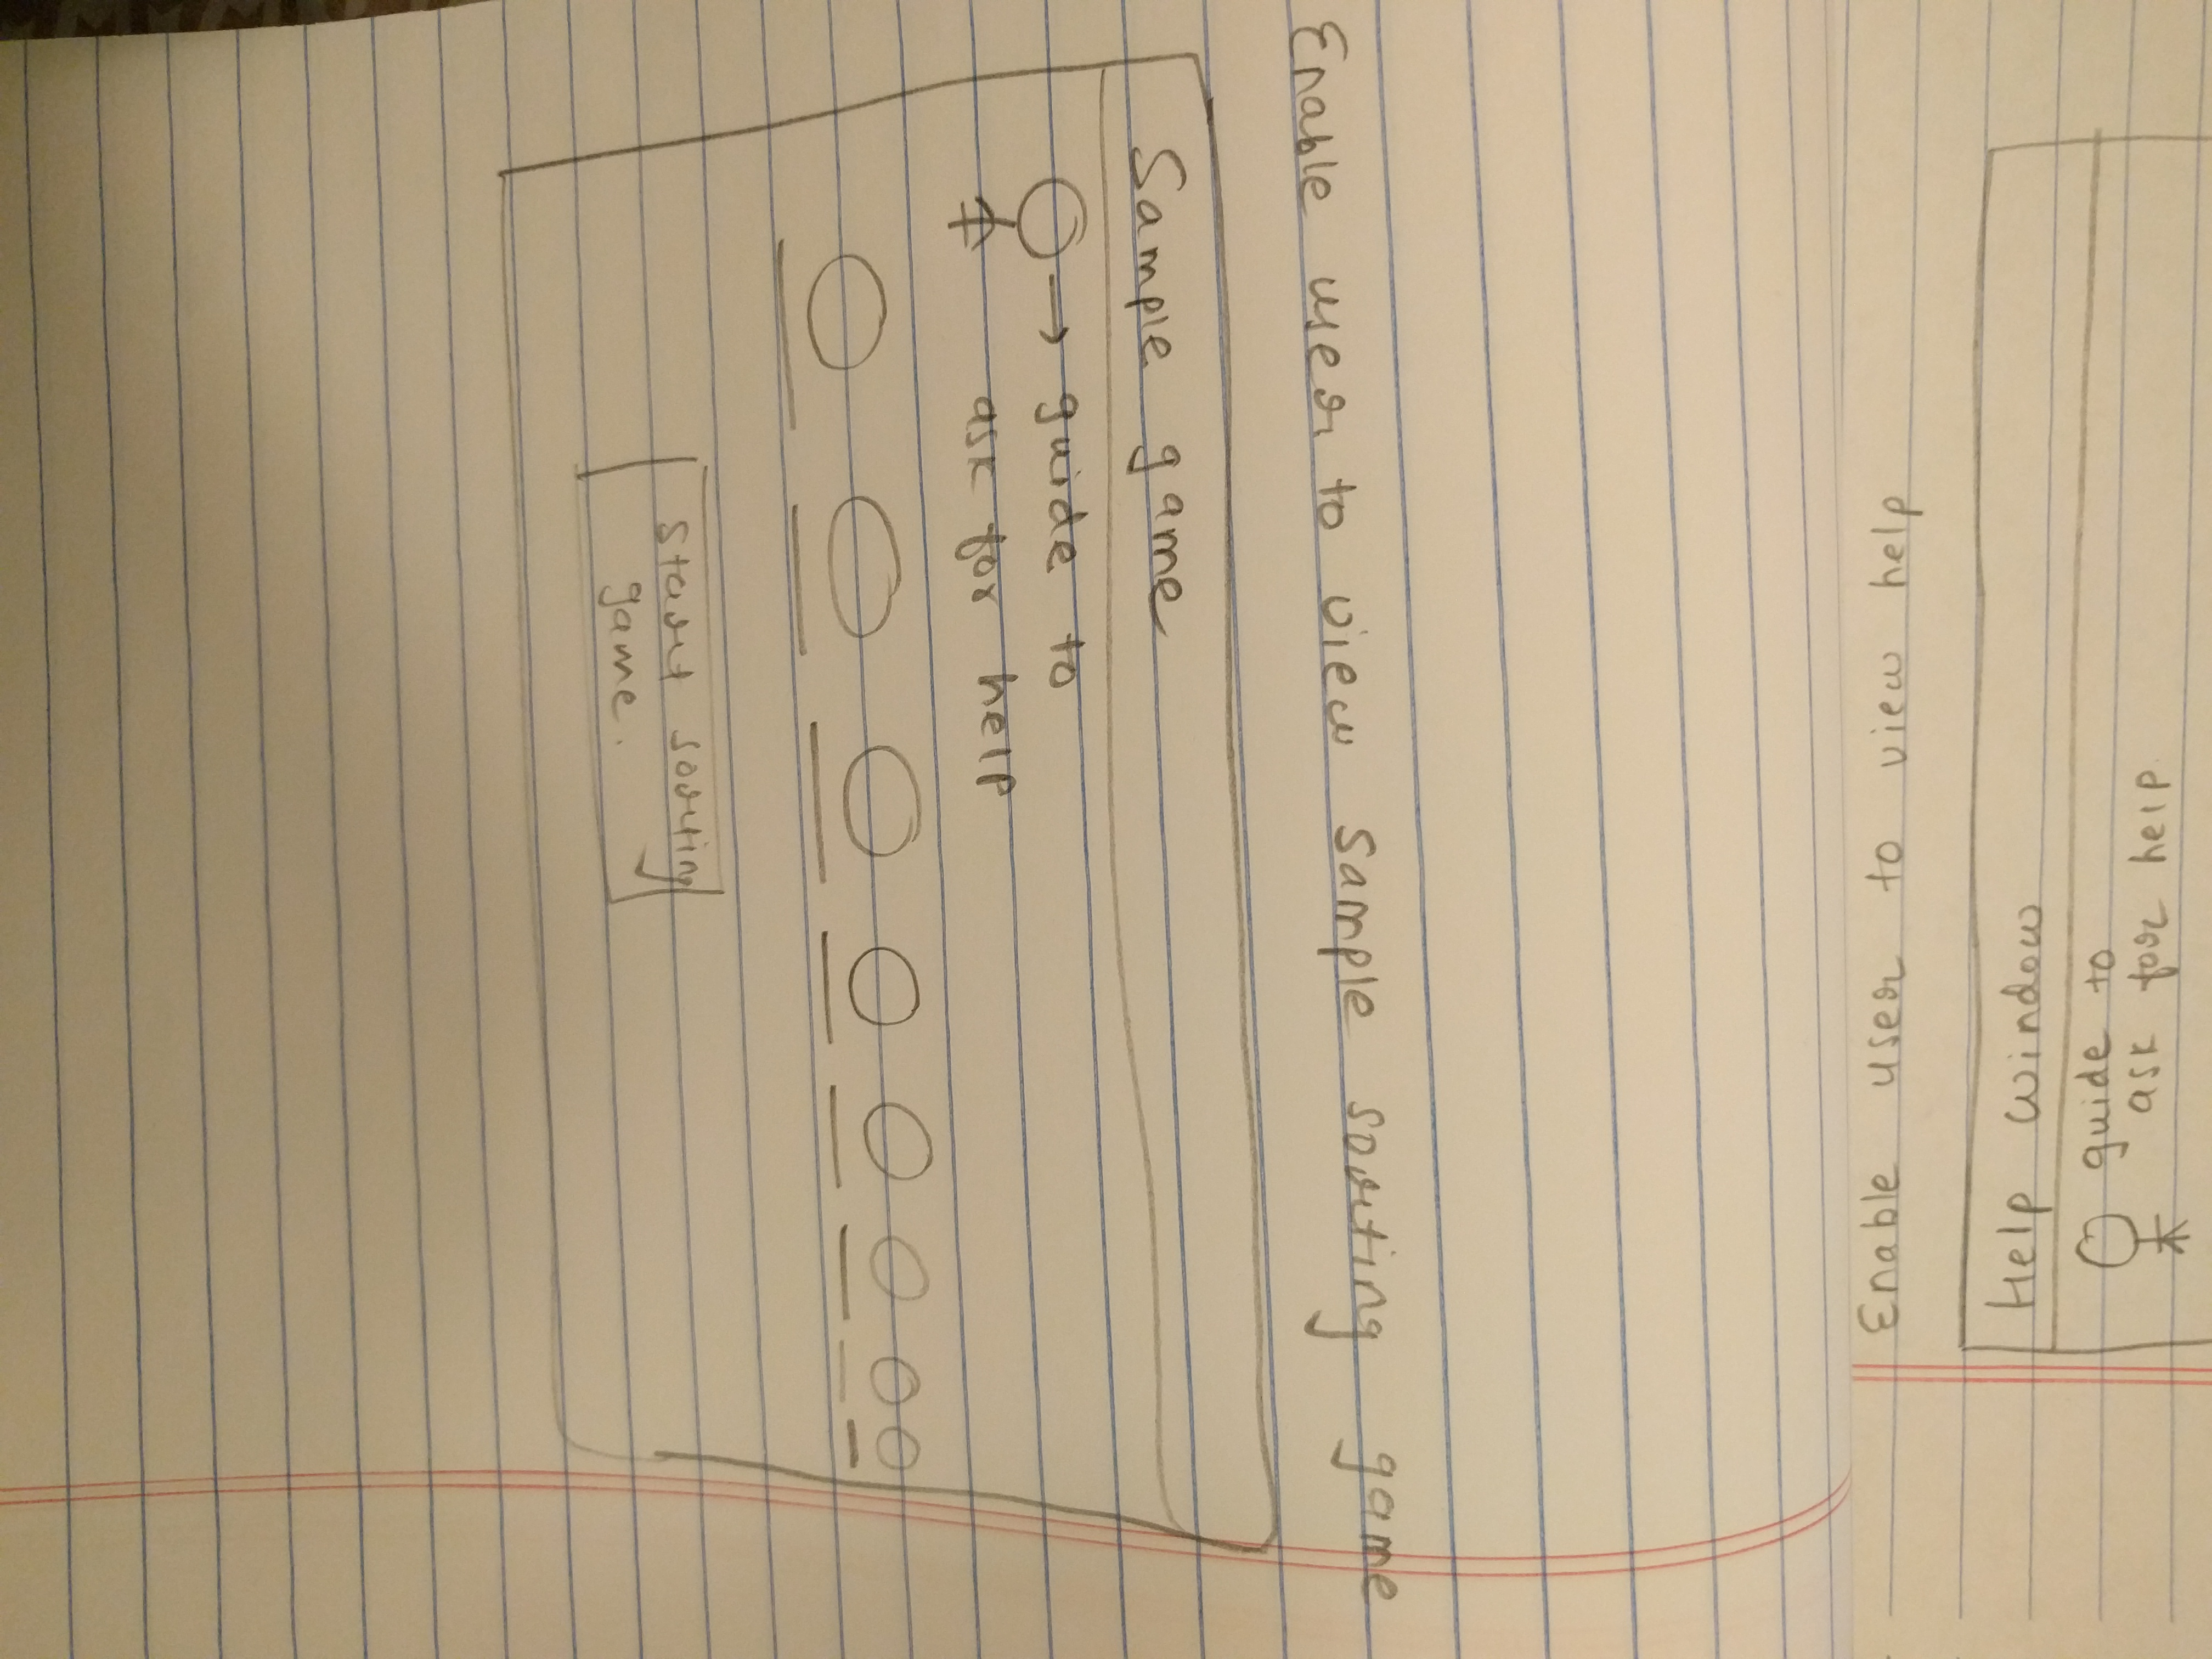 Enable user to view sample sorting game
Sample game
→ guide to
ask for help
Start sorting
game.
Enable user to view help
Help window
guide to
ask for help